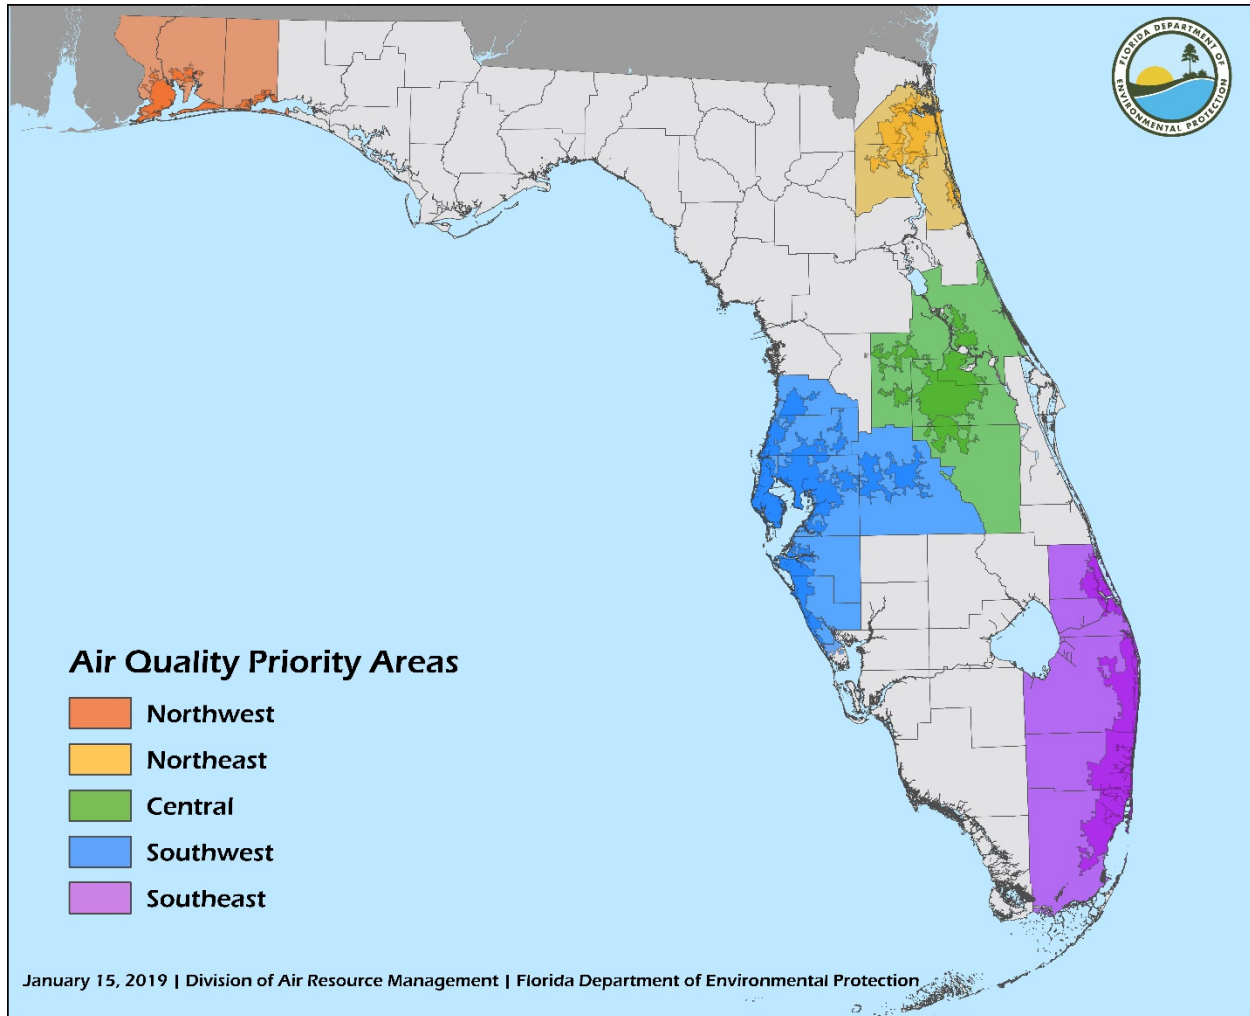 FLORIDA DEPARTMENT OF
ENVIRONMENTAL PROTECTION
Air Quality Priority Areas
Northwest
Northeast
Central
Southwest
Southeast
January 15, 2019 | Division of Air Resource Management | Florida Department of Environmental Protection